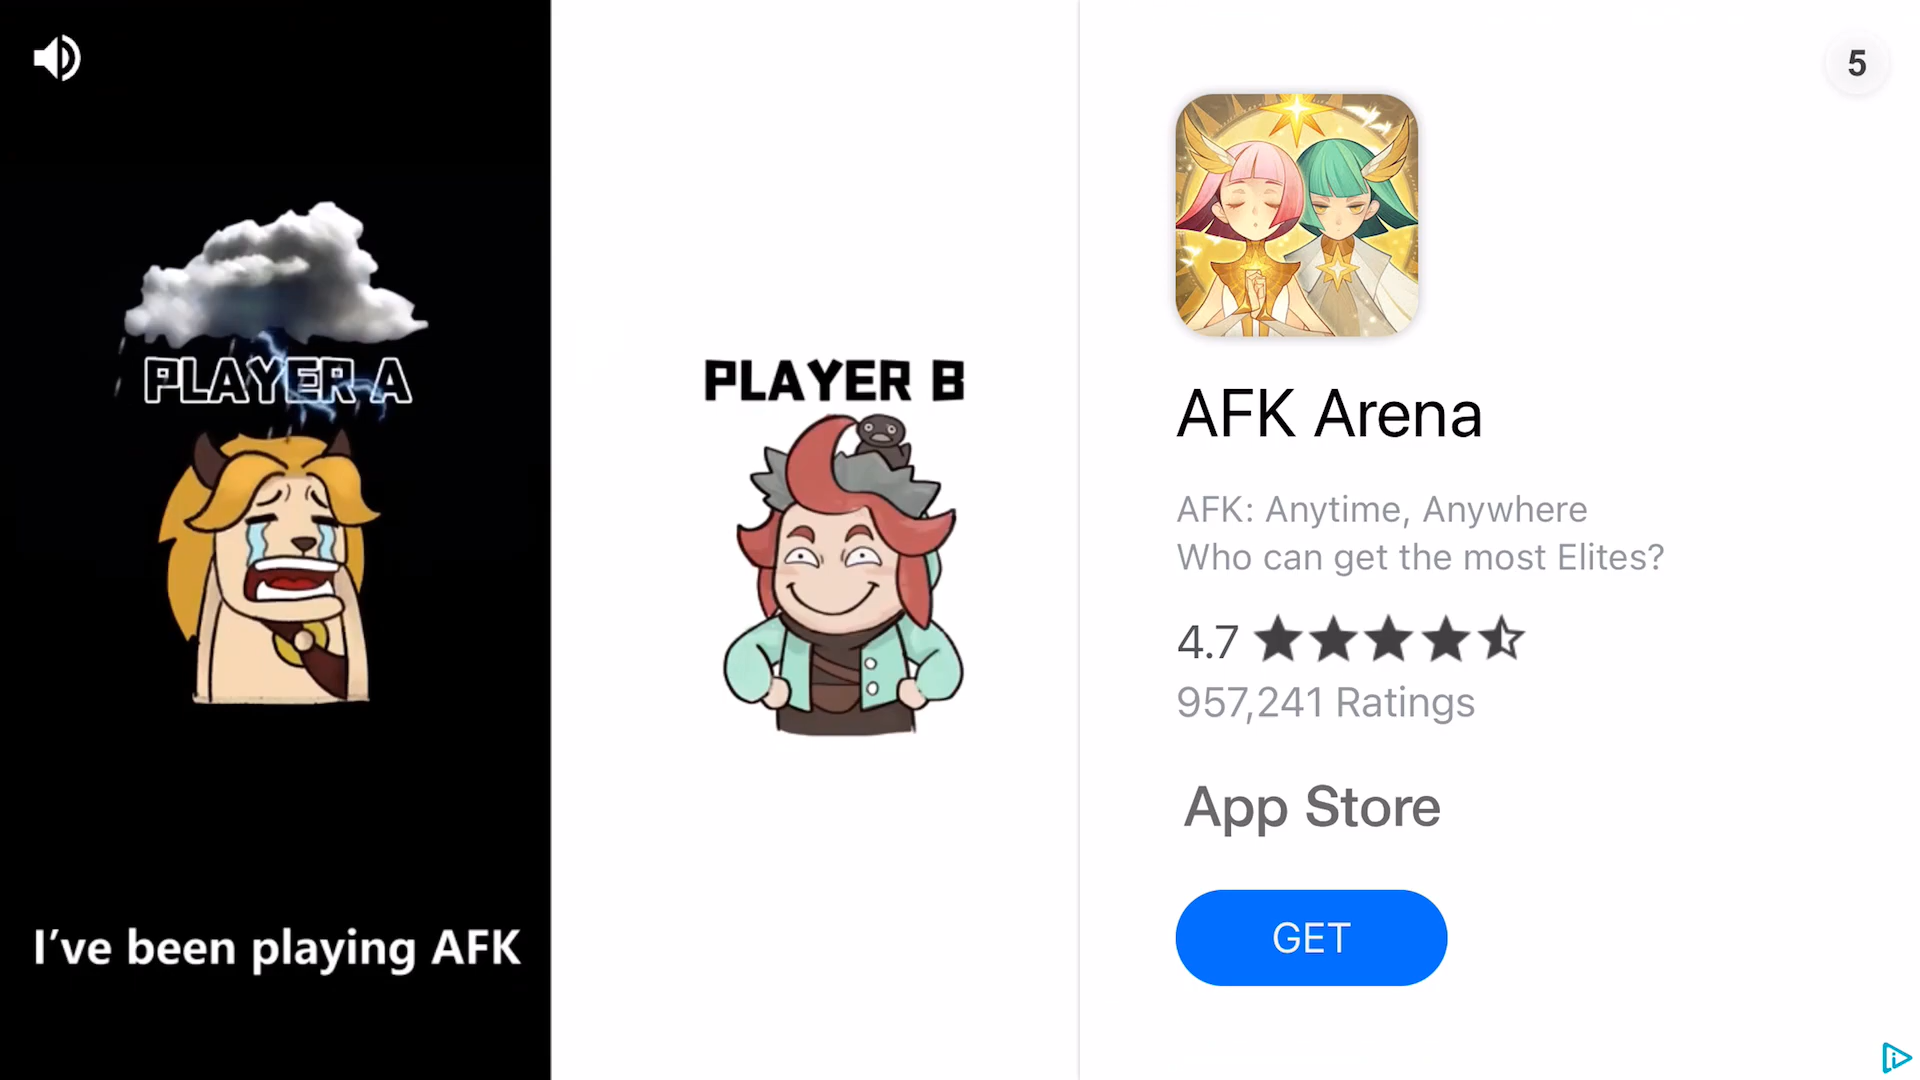 PLAYER A
I've been playing AFK
PLAYER B
5
AFK Arena
AFK: Anytime, Anywhere
Who can get the most Elites?
4.7
957,241 Ratings
App Store
GET